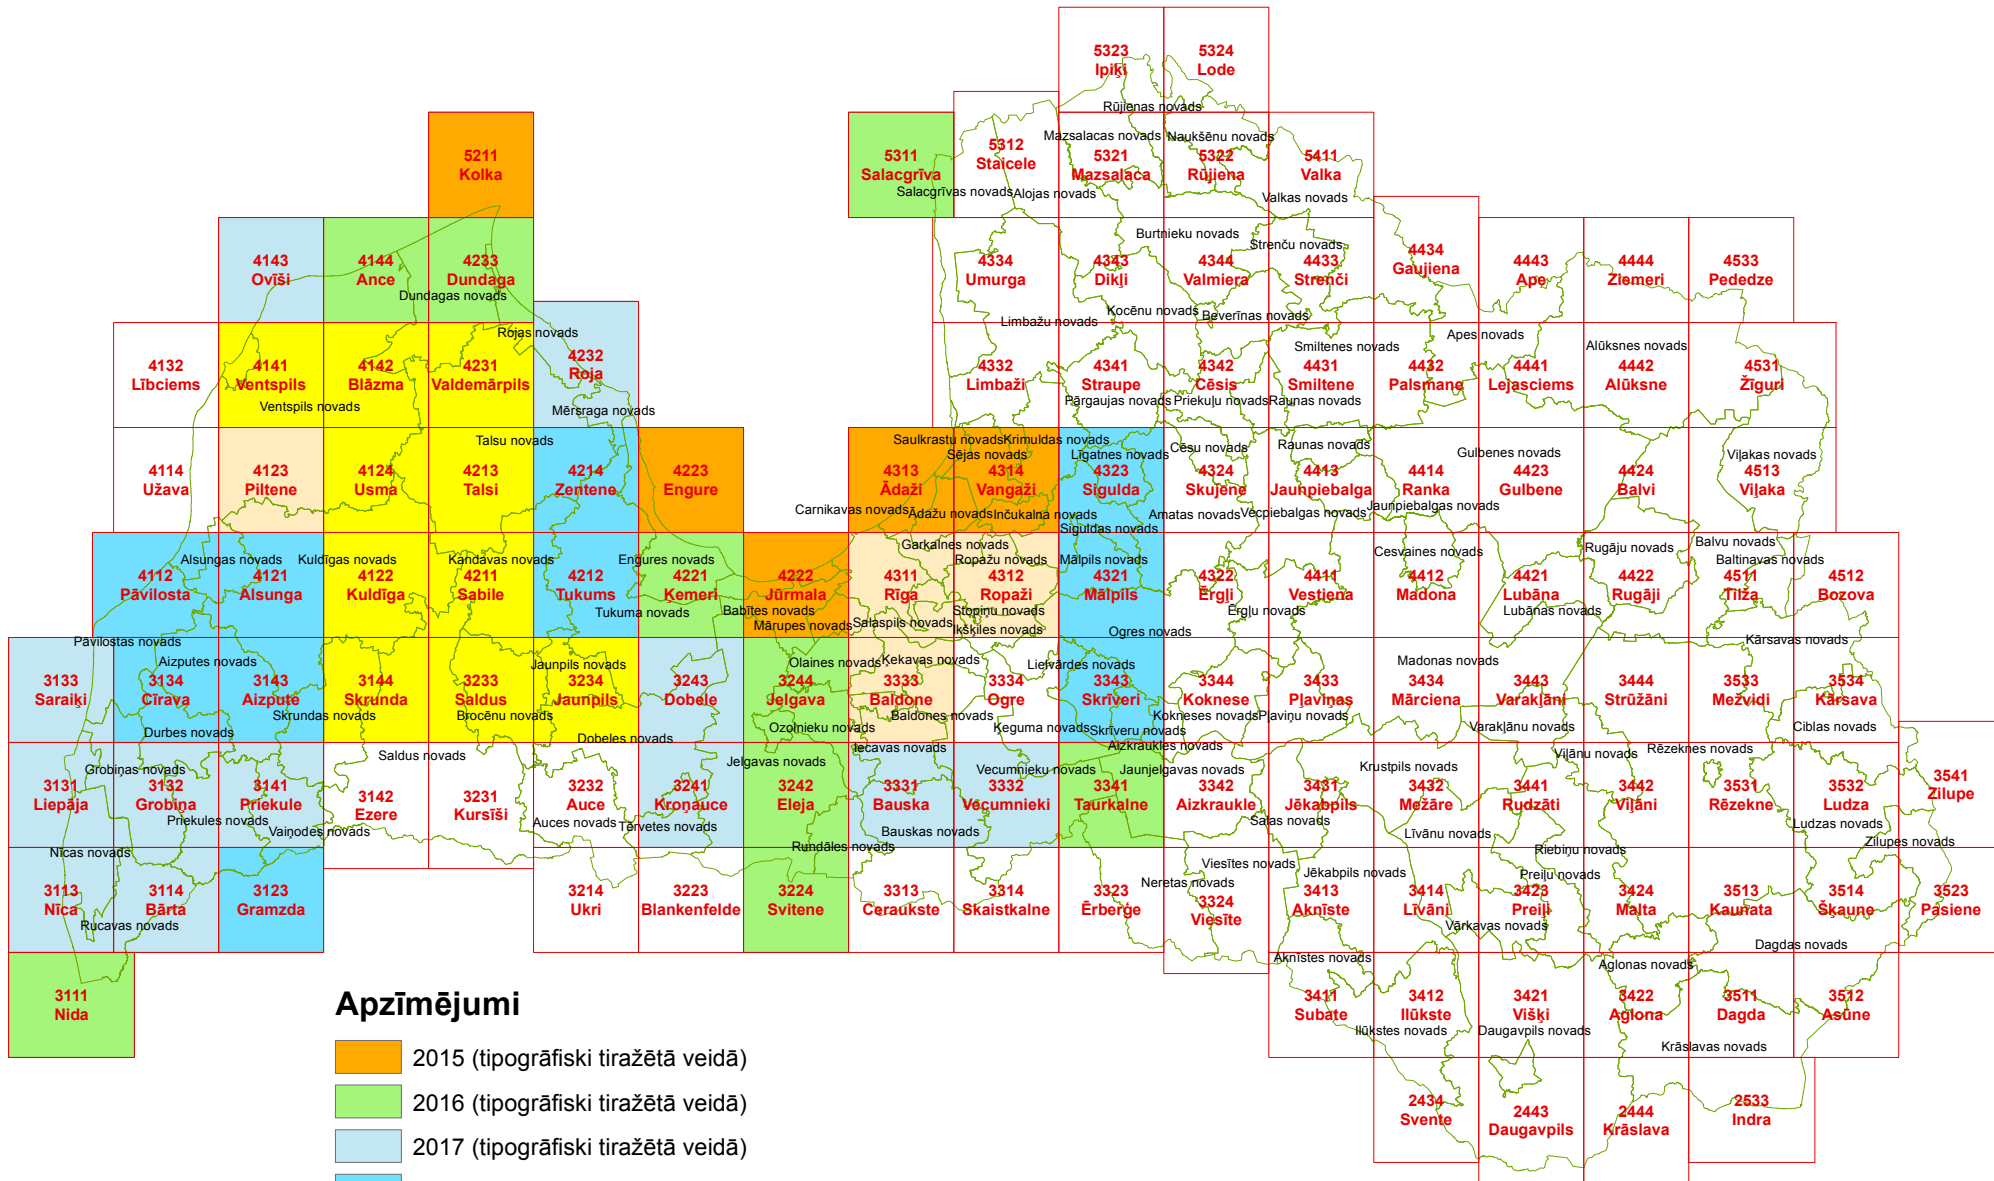 5323
Ipiķi
5324
Lode
Rūjienas novads
5211
Kolka
5311
Salacgrīva
5312
Staicele
Mazsalacas novads
Naukšēnu novads
5321
Mazsalaca
5322
Rūjiena
5411
Valka
Salacgrīvas novads
Alojas novads
Valkas novads
4143
Ovīši
4144
Ance
4233
Dundaga
Dundagas novads
Burtnieku novads
Strenču novads
4334
Umurga
4343
Dikļi
4344
Valmiera
4433
Strenči
4434
Gaujiena
4443
Ape
4444
Ziemeri
4533
Pededze
Kocēnu novads
Beverīnas novads
Limbažu novads
Rojas novads
Smiltenes novads
Apes novads
Alūksnes novads
4132
Lībciems
4141
Ventspils
4142
Blāzma
4231
Valdemārpils
4232
Roja
4332
Limbaži
4341
Straupe
4342
Cēsis
4431
Smiltene
4432
Palsmane
4441
Lejasciems
4442
Alūksne
4531
Žīguri
Ventspils novads
Mērsraga novads
Pārgaujas novads
Priekuļu novads
Raunas novads
Talsu novads
Saulkrastu novads
Krimuldas novads
Sējas novads
Līgatnes novads
Cēsu novads
Raunas novads
Gulbenes novads
Viļakas novads
4114
Užava
4123
Piltene
4124
Usma
4213
Talsi
4214
Zentene
4223
Engure
4313
Ādaži
4314
Vangaži
4323
Sigulda
4324
Skujene
4413
Jaunpiebalga
4414
Ranka
4423
Gulbene
4424
Balvi
4513
Viļaka
Carnikavas novads
Ādažu novads
Inčukalna novads
Siguldas novads
Amatas novads
Vecpiebalgas novads
Jaunpiebalgas novads
Alsungas novads
Kuldīgas novads
Kandavas novads
Engures novads
Garkalnes novads
Ropažu novads
Mālpils novads
Cesvaines novads
Rugāju novads
Balvu novads
Baltinavas novads
4112
Pāvilosta
4121
Alsunga
4122
Kuldīga
4211
Sabile
4212
Tukums
4221
Ķemeri
4222
Jūrmala
4311
Rīga
4312
Ropaži
4321
Mālpils
4322
Ērgļi
4411
Vestiena
4412
Madona
4421
Lubāna
4422
Rugāji
4511
Tilža
4512
Bozova
Tukuma novads
Babītes novads
Mārupes novads
Salaspils novads
Stopiņu novads
Ikšķiles novads
Ogres novads
Ērgļu novads
Lubānas novads
Kārsavas novads
Pāvilostas novads
Aizputes novads
Jaunpils novads
Olaines novads
Ķekavas novads
Lielvārdes novads
Madonas novads
3133
Saraiķi
3134
Cīrava
3143
Aizpute
3144
Skrunda
3233
Saldus
3234
Jaunpils
3243
Dobele
3244
Jelgava
3333
Baldone
3334
Ogre
3343
Skrīveri
3344
Koknese
3433
Pļaviņas
3434
Mārciena
3443
Varakļāni
3444
Strūžāni
3533
Mežvidi
3534
Kārsava
Skrundas novads
Brocēnu novads
Durbes novads
Dobeles novads
Ozolnieku novads
Baldones novads
Ķeguma novads
Kokneses novads
Pļaviņu novads
Skrīveru novads
Varakļānu novads
Ciblas novads
Saldus novads
Iecavas novads
Aizkraukles novads
Viļānu novads
Rēzeknes novads
Grobiņas novads
Jelgavas novads
Vecumnieku novads
Jaunjelgavas novads
Krustpils novads
3131
Liepāja
3132
Grobiņa
3141
Priekule
3142
Ezere
3231
Kursīši
3232
Auce
3241
Kroņauce
3242
Eleja
3331
Bauska
3332
Vecumnieki
3341
Taurkalne
3342
Aizkraukle
3431
Jēkabpils
3432
Mežāre
3441
Rudzāti
3442
Viļāni
3531
Rēzekne
3532
Ludza
3541
Zilupe
Priekules novads
Vaiņodes novads
Auces novads
Tērvetes novads
Bauskas novads
Salas novads
Līvānu novads
Ludzas novads
Zilupes novads
Nīcas novads
Rundāles novads
Viesītes novads
Jēkabpils novads
Riebiņu novads
Preiļu novads
Neretas novads
3113
Nīca
3114
Bārta
3123
Gramzda
3214
Ukri
3223
Blankenfelde
3224
Svitene
3313
Ceraukste
3314
Skaistkalne
3323
Ērberģe
3324
Viesīte
3413
Aknīste
3414
Līvāni
3423
Preiļi
3424
Malta
3513
Kaunata
3514
Šķaune
3523
Pasiene
Rucavas novads
Vārkavas novads
Dagdas novads
Aknīstes novads
Aglonas novads
3111
Nida
3411
Subate
3412
Ilūkste
3421
Višķi
3422
Aglona
3511
Dagda
3512
Asūne
Ilūkstes novads
Daugavpils novads
Krāslavas novads
2434
Svente
2443
Daugavpils
2444
Krāslava
2533
Indra
Apzīmējumi
2015 (tipogrāfiski tiražētā veidā)
2016 (tipogrāfiski tiražētā veidā)
2017 (tipogrāfiski tiražētā veidā)